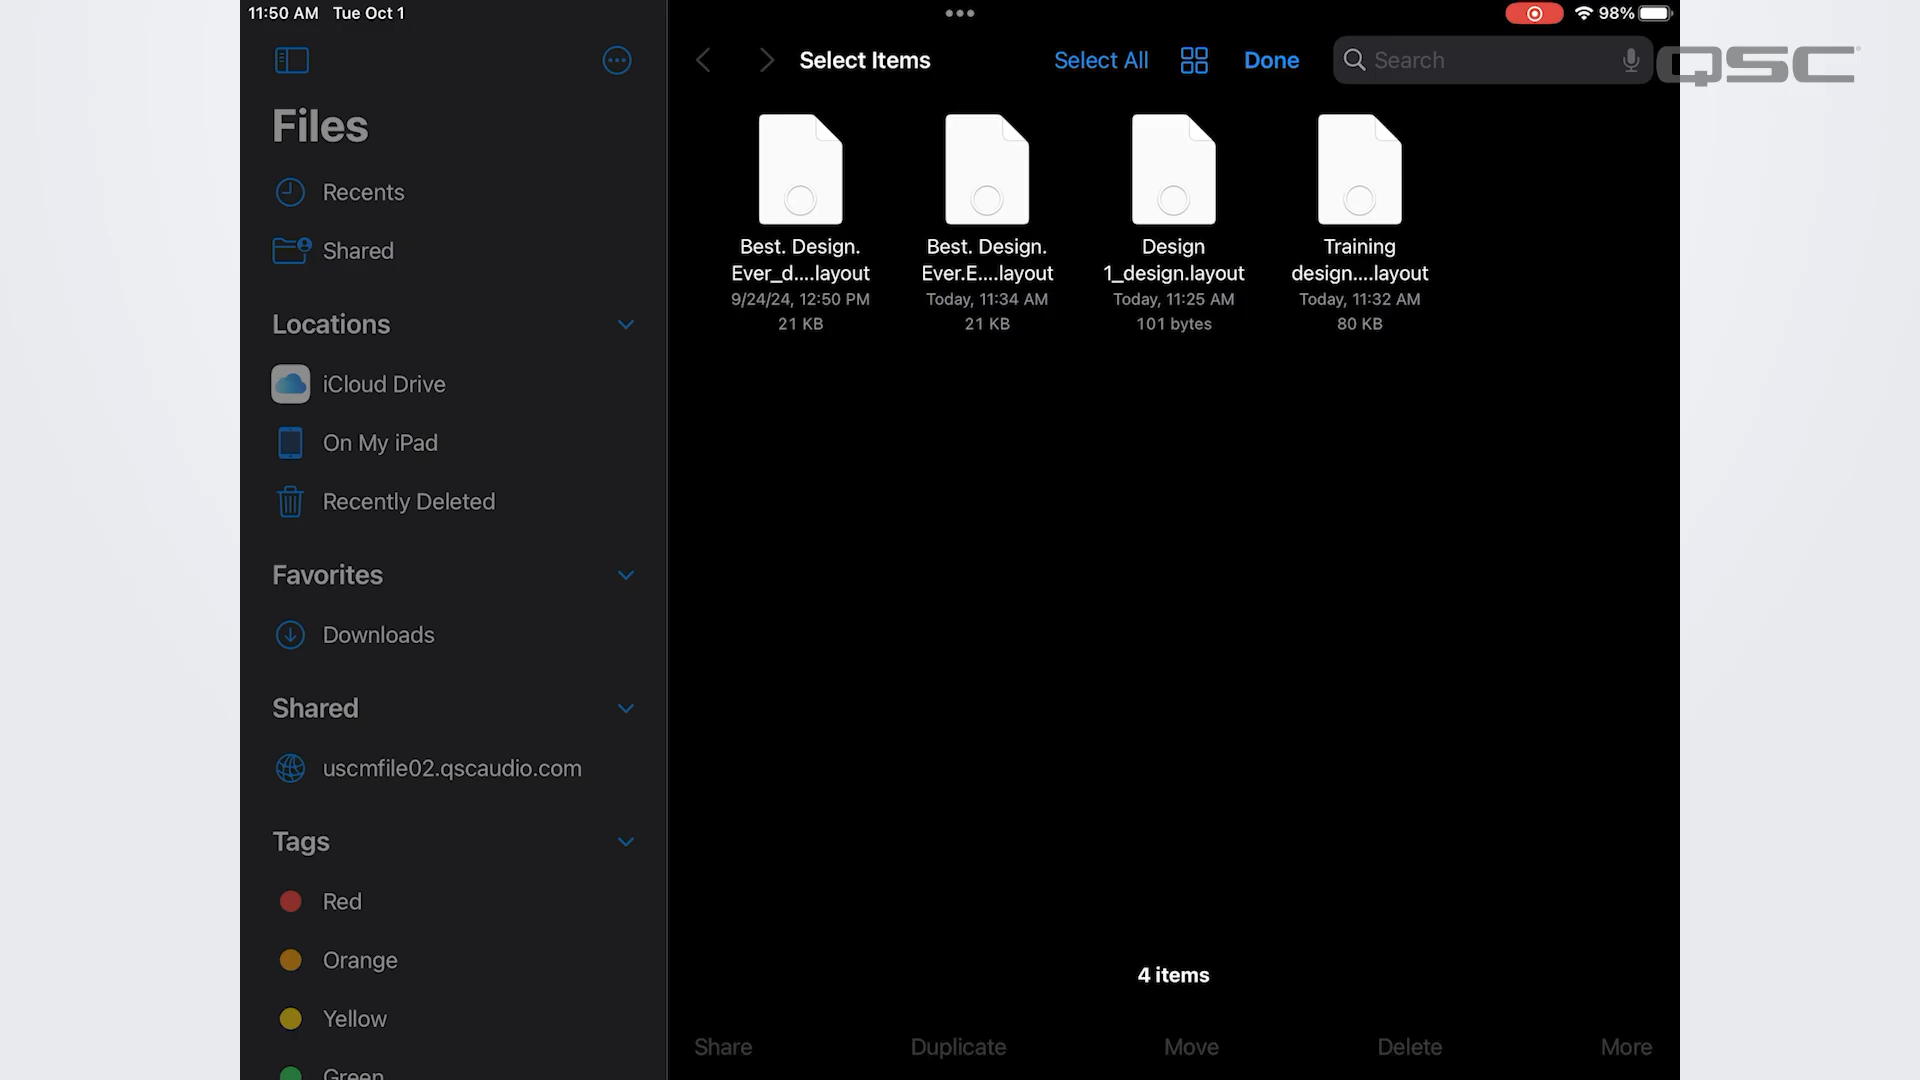 11:50 AM Tue Oct 1
98%
QSC
Files
Recents
Shared
Locations
iCloud Drive
On My iPad
Recently Deleted
Favorites
Downloads
Shared
uscmfile02.qscaudio.com
Tags
Red
Orange
Yellow
Green
Select Items
Select All
Done
Search
Best. Design.
Ever_d....layout
9/24/24, 12:50 PM
21 KB
Best. Design.
Ever.E....layout
Today, 11:34 AM
21 KB
Design
1_design.layout
Today, 11:25 AM
101 bytes
Training
design....layout
Today, 11:32 AM
80 KB
4 items
Share
Duplicate
Move
Delete
More